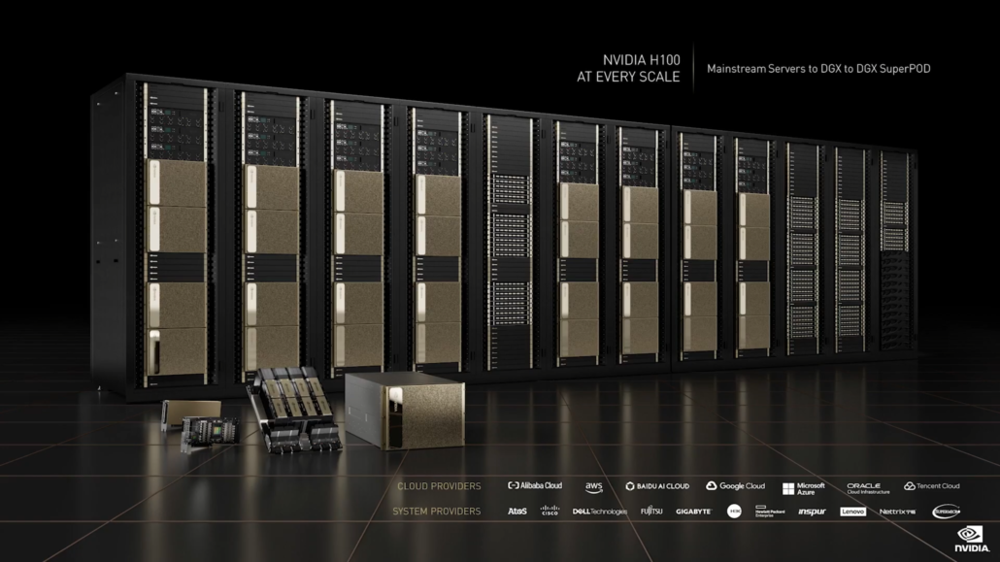 NVIDIA H100
AT EVERY SCALE
Mainstream Servers to DGX to DGX SuperPOD
CLOUD PROVIDERS
Alibaba Cloud
aws
BAIDU AI CLOUD
Google Cloud
Microsoft
Azure
ORACLE
Cloud Infrastructure
Tencent Cloud
SYSTEM PROVIDERS
Atos
CISCO
DELL Technologies
FUJITSU
GIGABYTE
H3C
Hewlett Packard
Enterprise
inspur
Lenovo
Nettrix
SUPERMICRO
NVIDIA